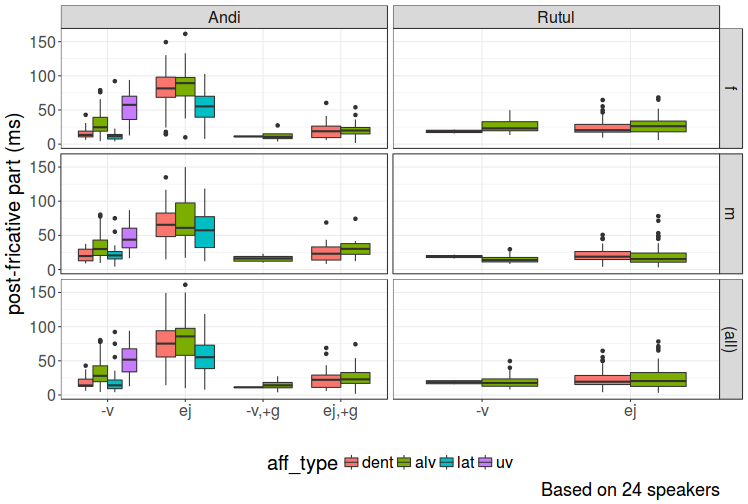 Andi Rutul
post-fricative part (ms)
150
100
50
0
f
150
100
50
0
m
150
100
50
0
(all)
-v ej -v,+g ej,+g -v ej
aff_type dent alv lat uv
Based on 24 speakers